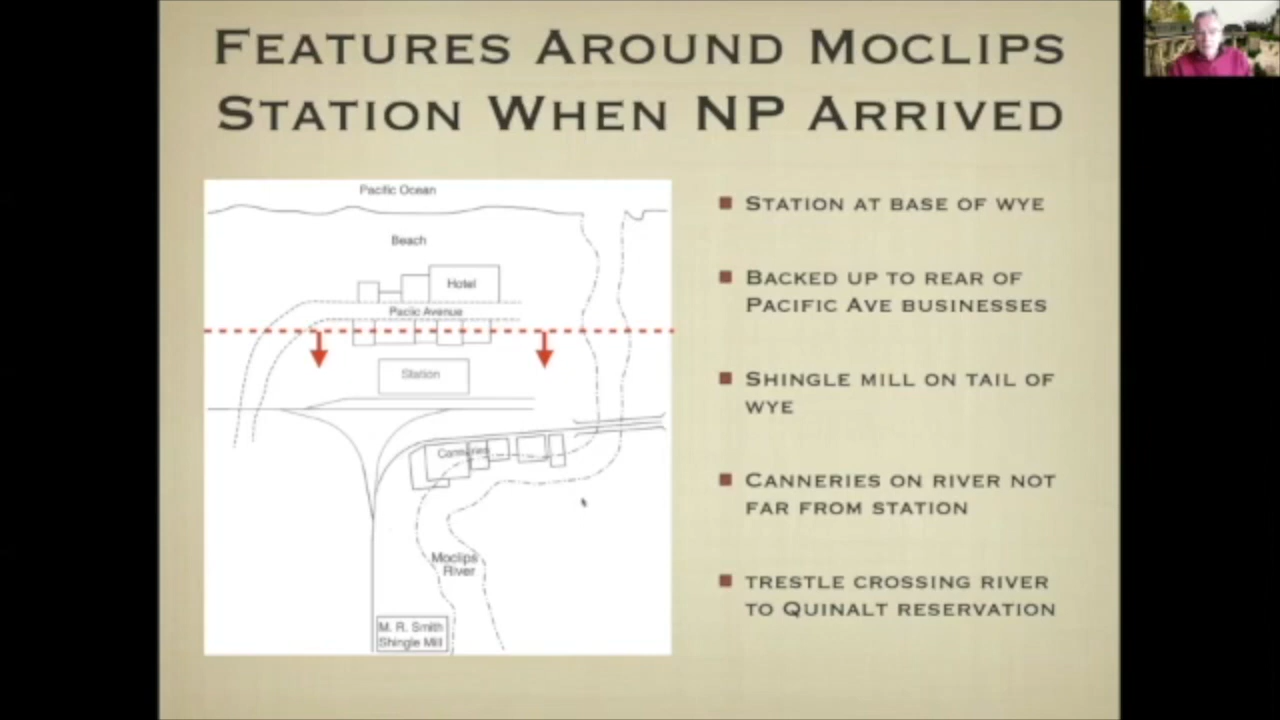 Features Around Moclips
Station When NP Arrived
Pacific Ocean
Beach
Hotel
Paclic Avenue
Station
Canneries
Moclips
River
M. R. Smith
Shingle Mill
Station at base of wye
Backed up to rear of
Pacific Ave businesses
Shingle mill on tail of
wye
Canneries on river not
far from station
trestle crossing river
to Quinalt reservation